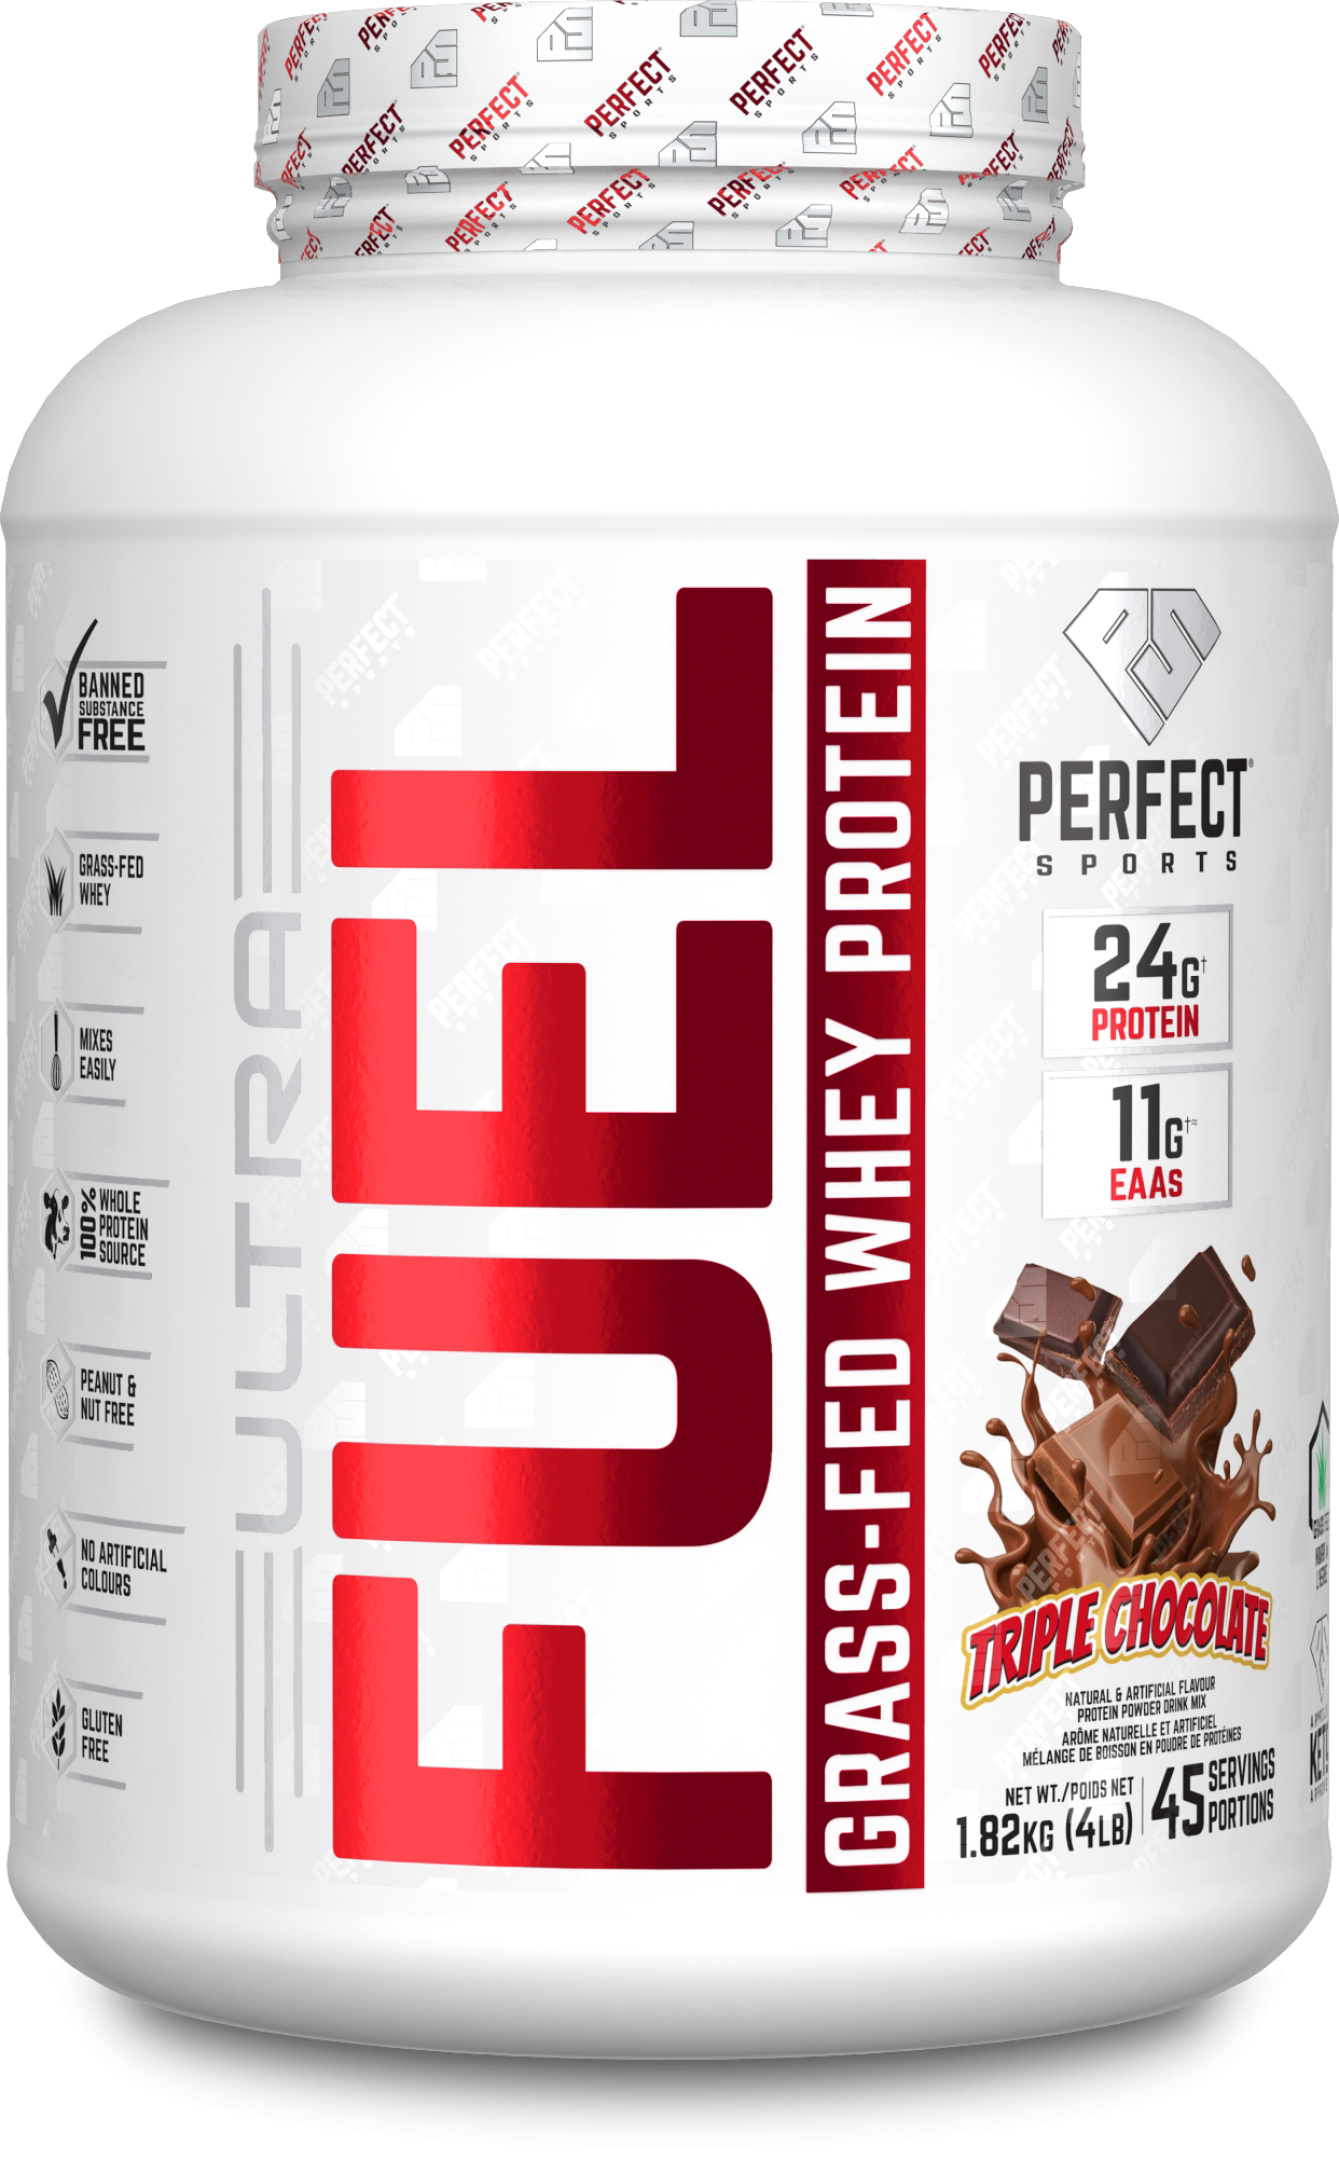 BANNED
SUBSTANCE
FREE
GRASS-FED
WHEY
MIXES
EASILY
100% WHOLE
PROTEIN
SOURCE
PEANUT &
NUT FREE
NO ARTIFICIAL
COLOURS
GLUTEN
FREE
ULTRA
FUEL
GRASS-FED WHEY PROTEIN
PERFECT®
SPORTS
24G†
PROTEIN
11G†≈
EAAS
TRIPLE CHOCOLATE
NATURAL & ARTIFICIAL FLAVOUR
PROTEIN POWDER DRINK MIX
ARÔME NATURELLE ET ARTIFICIEL
MÉLANGE DE BOISSON EN POUDRE DE PROTÉINES
NET WT./POIDS NET
1.82KG (4LB)
45 SERVINGS
PORTIONS